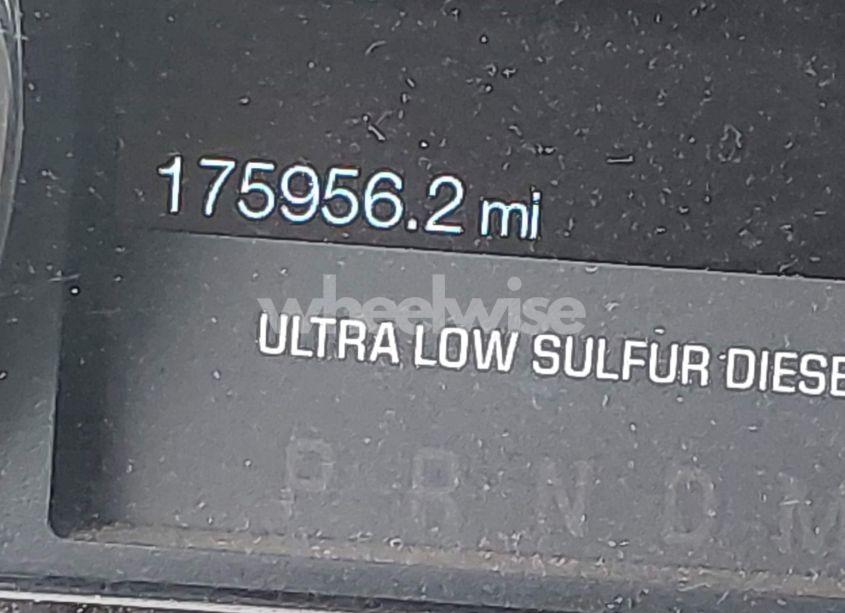 175956.2 mi
wheelwise
ULTRA LOW SULFUR DIESE
P R N D M